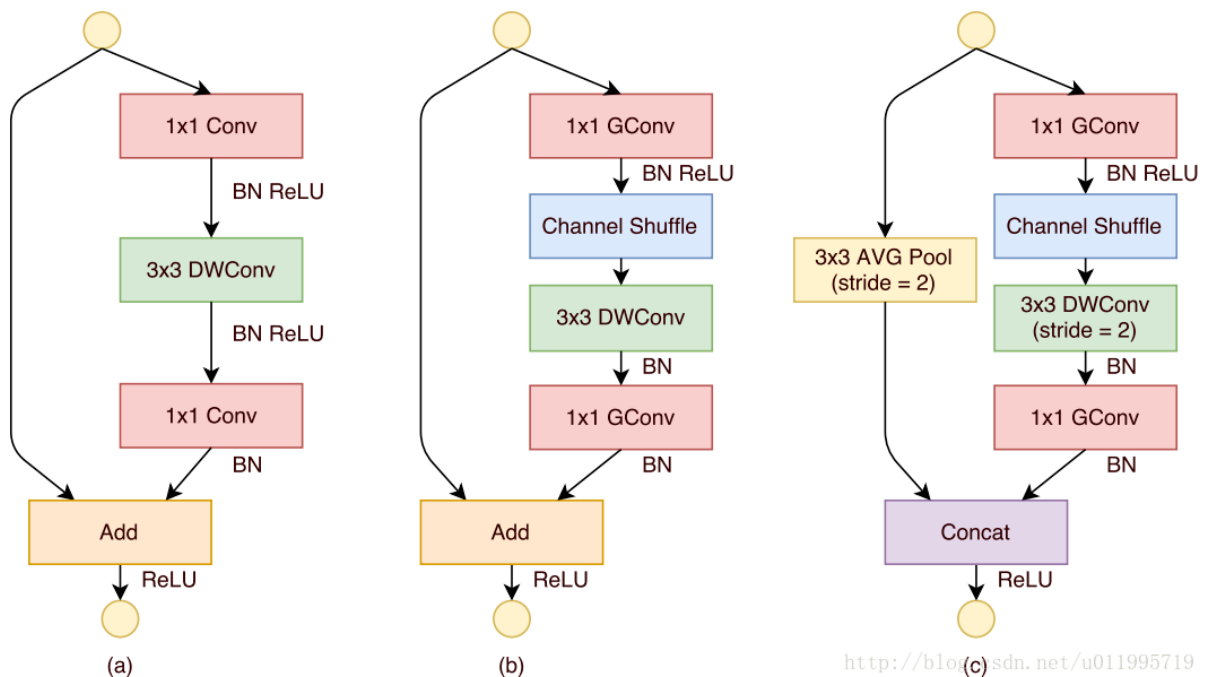 1x1 Conv
BN ReLU
3x3 DWConv
BN ReLU
1x1 Conv
BN
Add
ReLU
(a)
1x1 GConv
BN ReLU
Channel Shuffle
3x3 DWConv
BN
1x1 GConv
BN
Add
ReLU
(b)
1x1 GConv
BN ReLU
Channel Shuffle
3x3 AVG Pool
(stride = 2)
3x3 DWConv
(stride = 2)
BN
1x1 GConv
BN
Concat
ReLU
(c)
http://blog.csdn.net/u011995719